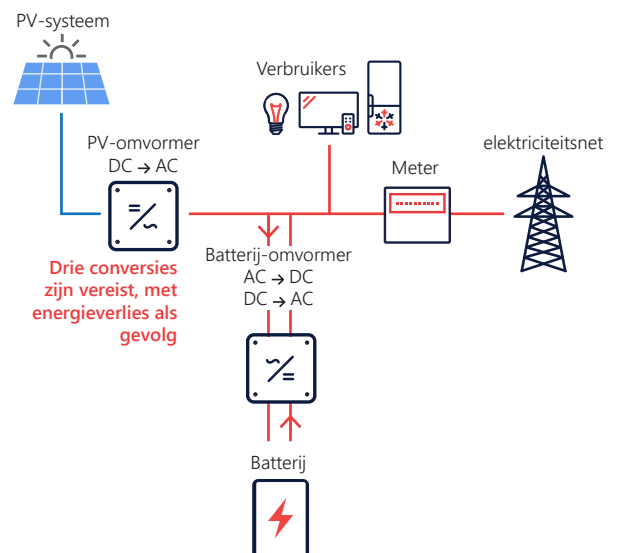 PV-systeem
Verbruikers
PV-omvormer
DC → AC
Meter
elektriciteitsnet
Batterij-omvormer
AC → DC
DC → AC
Drie conversies
zijn vereist, met
energieverlies als
gevolg
Batterij